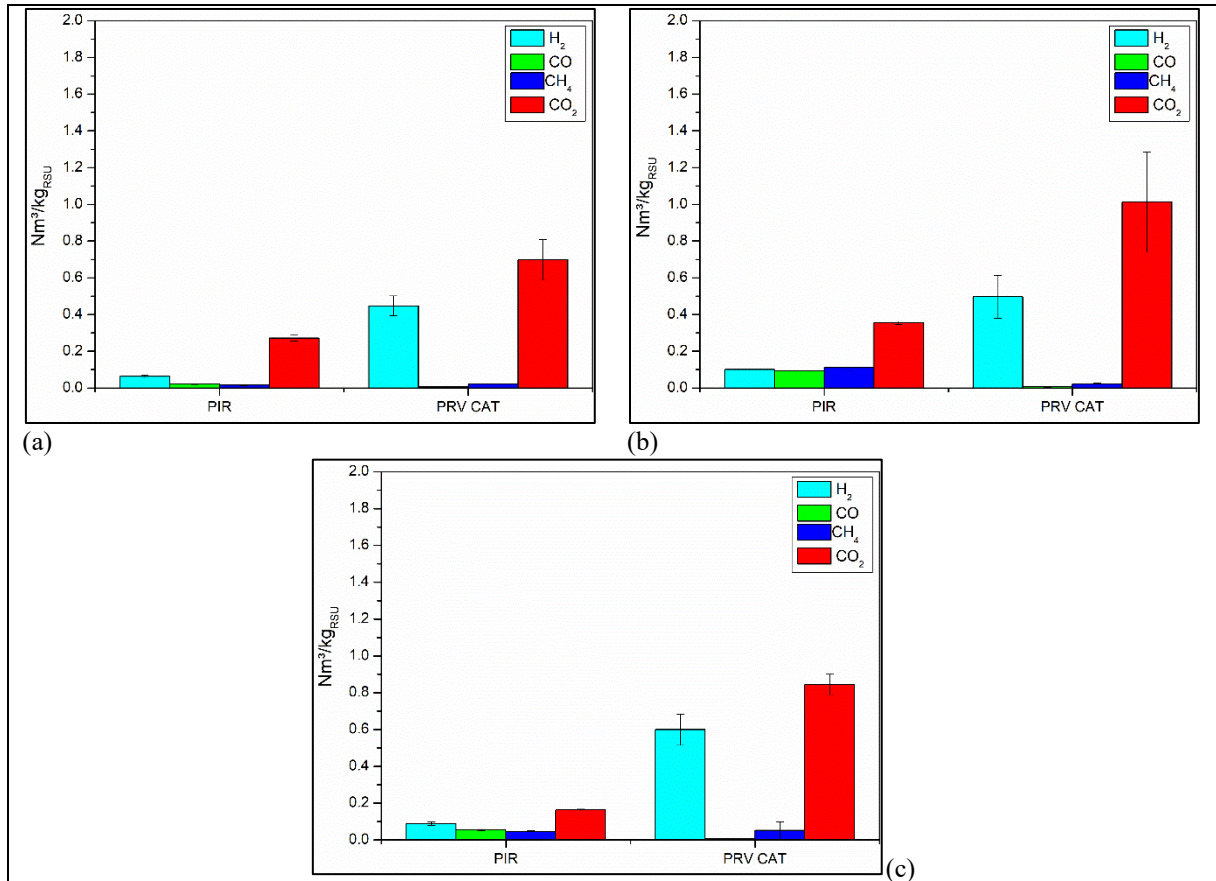 2.0
1.8
1.6
1.4
1.2
1.0
0.8
0.6
0.4
0.2
0.0
Nm³/kg_RSU
H₂
CO
CH₄
CO₂
PIR PRV CAT
(a)
2.0
1.8
1.6
1.4
1.2
1.0
0.8
0.6
0.4
0.2
0.0
Nm³/kg_RSU
H₂
CO
CH₄
CO₂
PIR PRV CAT
(b)
2.0
1.8
1.6
1.4
1.2
1.0
0.8
0.6
0.4
0.2
0.0
Nm³/kg_RSU
H₂
CO
CH₄
CO₂
PIR PRV CAT
(c)